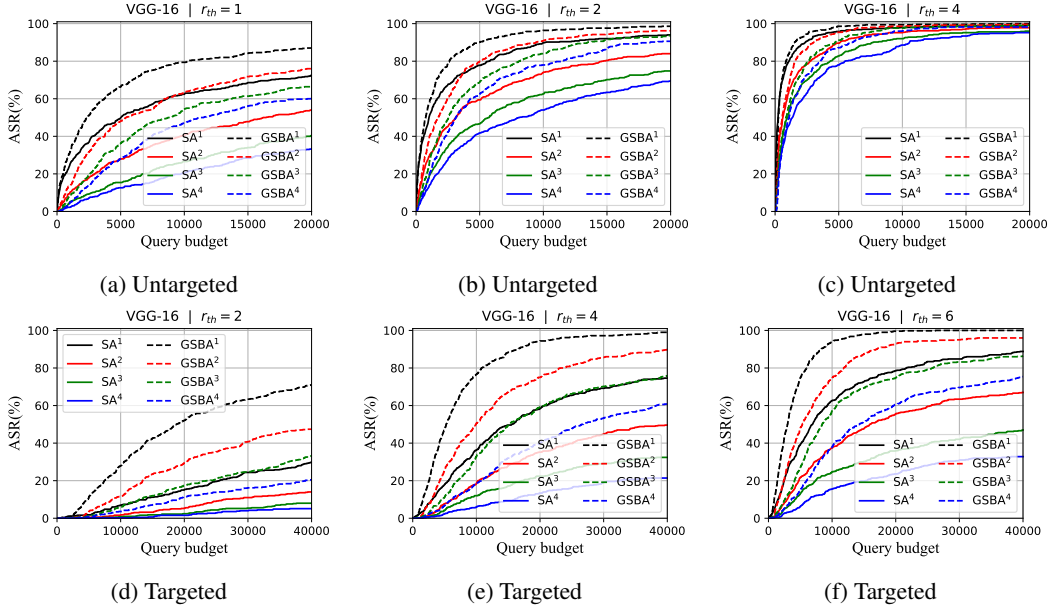 VGG-16 | r_th = 1
ASR(%)
100
80
60
40
20
0
SA¹ GSBA¹
SA² GSBA²
SA³ GSBA³
SA⁴ GSBA⁴
0 5000 10000 15000 20000
Query budget
(a) Untargeted
VGG-16 | r_th = 2
ASR(%)
100
80
60
40
20
0
SA¹ GSBA¹
SA² GSBA²
SA³ GSBA³
SA⁴ GSBA⁴
0 5000 10000 15000 20000
Query budget
(b) Untargeted
VGG-16 | r_th = 4
ASR(%)
100
80
60
40
20
0
SA¹ GSBA¹
SA² GSBA²
SA³ GSBA³
SA⁴ GSBA⁴
0 5000 10000 15000 20000
Query budget
(c) Untargeted
VGG-16 | r_th = 2
ASR(%)
100
80
60
40
20
0
SA¹ GSBA¹
SA² GSBA²
SA³ GSBA³
SA⁴ GSBA⁴
0 10000 20000 30000 40000
Query budget
(d) Targeted
VGG-16 | r_th = 4
ASR(%)
100
80
60
40
20
0
SA¹ GSBA¹
SA² GSBA²
SA³ GSBA³
SA⁴ GSBA⁴
0 10000 20000 30000 40000
Query budget
(e) Targeted
VGG-16 | r_th = 6
ASR(%)
100
80
60
40
20
0
SA¹ GSBA¹
SA² GSBA²
SA³ GSBA³
SA⁴ GSBA⁴
0 10000 20000 30000 40000
Query budget
(f) Targeted